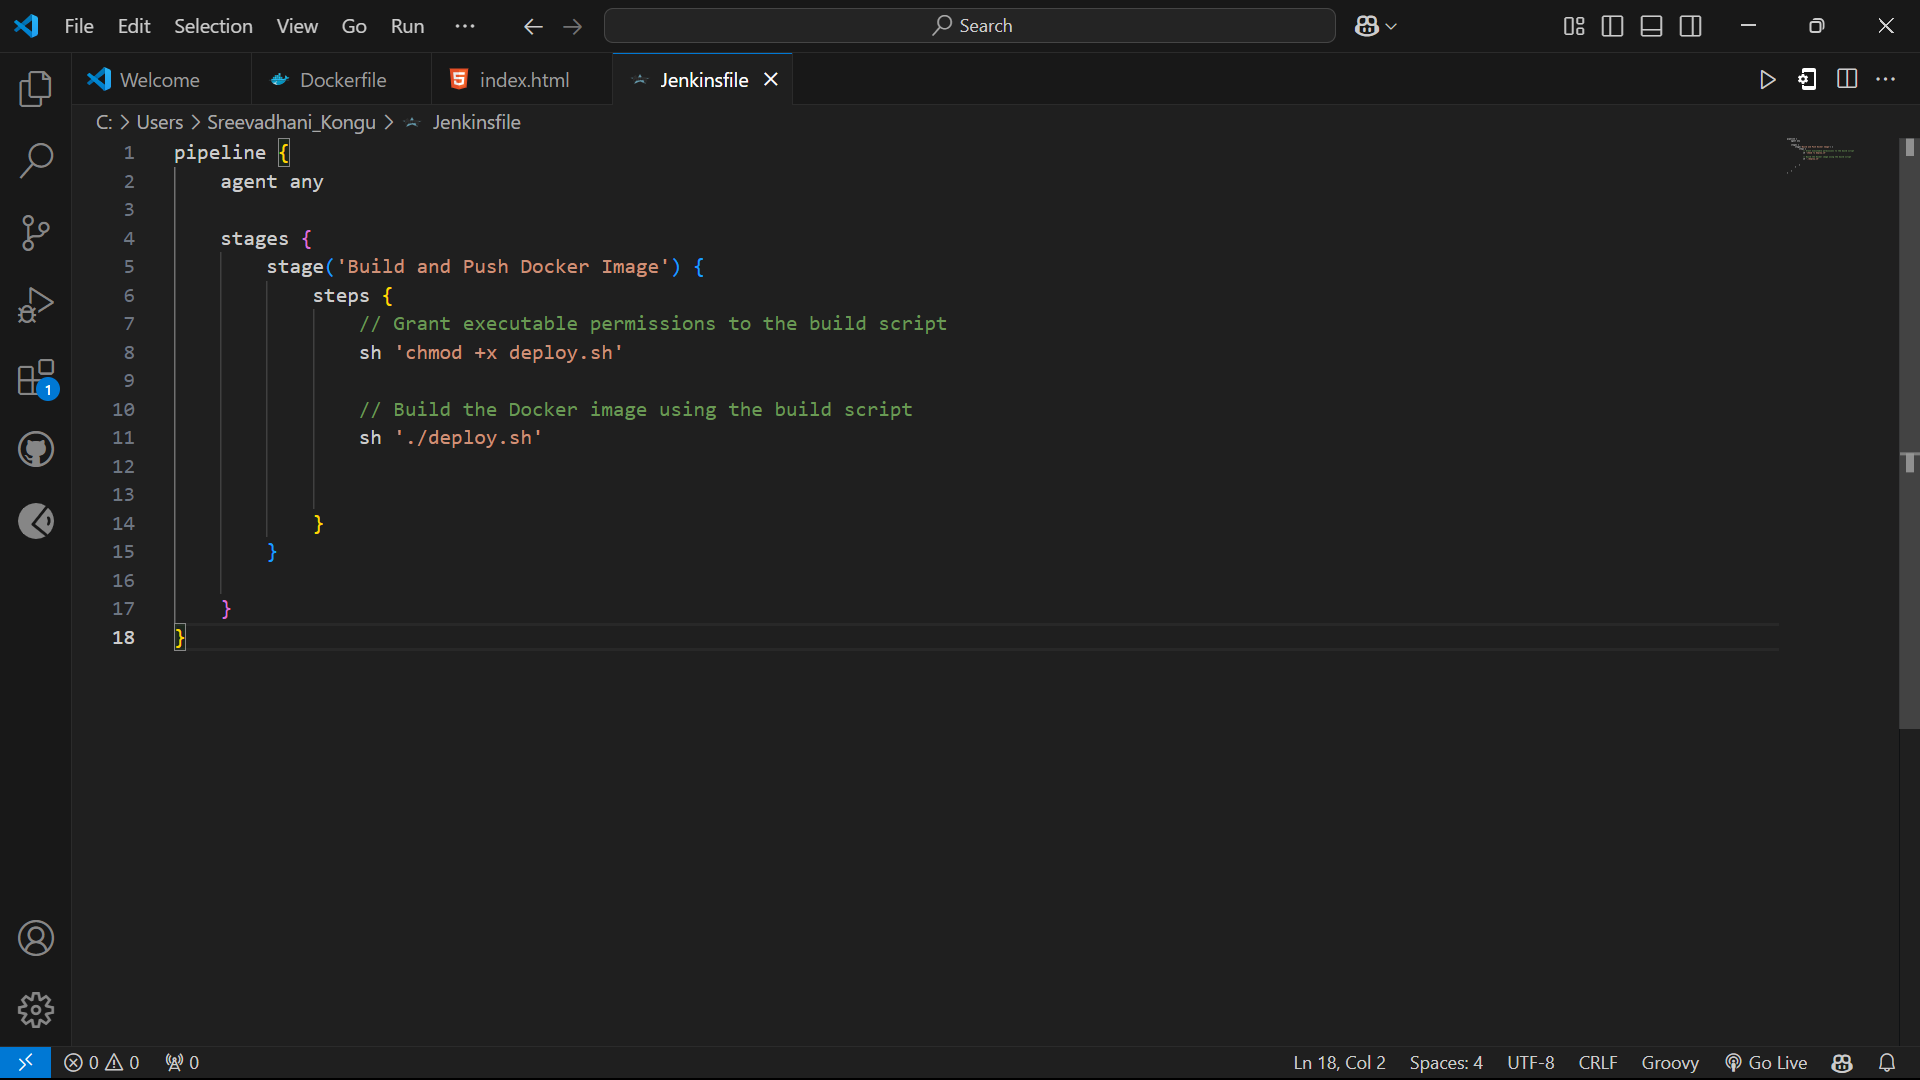 File Edit Selection View Go Run ··· Search
Welcome Dockerfile index.html Jenkinsfile
C: > Users > Sreevadhani_Kongu > Jenkinsfile
1 pipeline {
2 agent any
3
4 stages {
5 stage('Build and Push Docker Image') {
6 steps {
7 // Grant executable permissions to the build script
8 sh 'chmod +x deploy.sh'
9
10 // Build the Docker image using the build script
11 sh './deploy.sh'
12
13
14 }
15 }
16
17 }
18 }
1
0 0 0 Ln 18, Col 2 Spaces: 4 UTF-8 CRLF Groovy Go Live